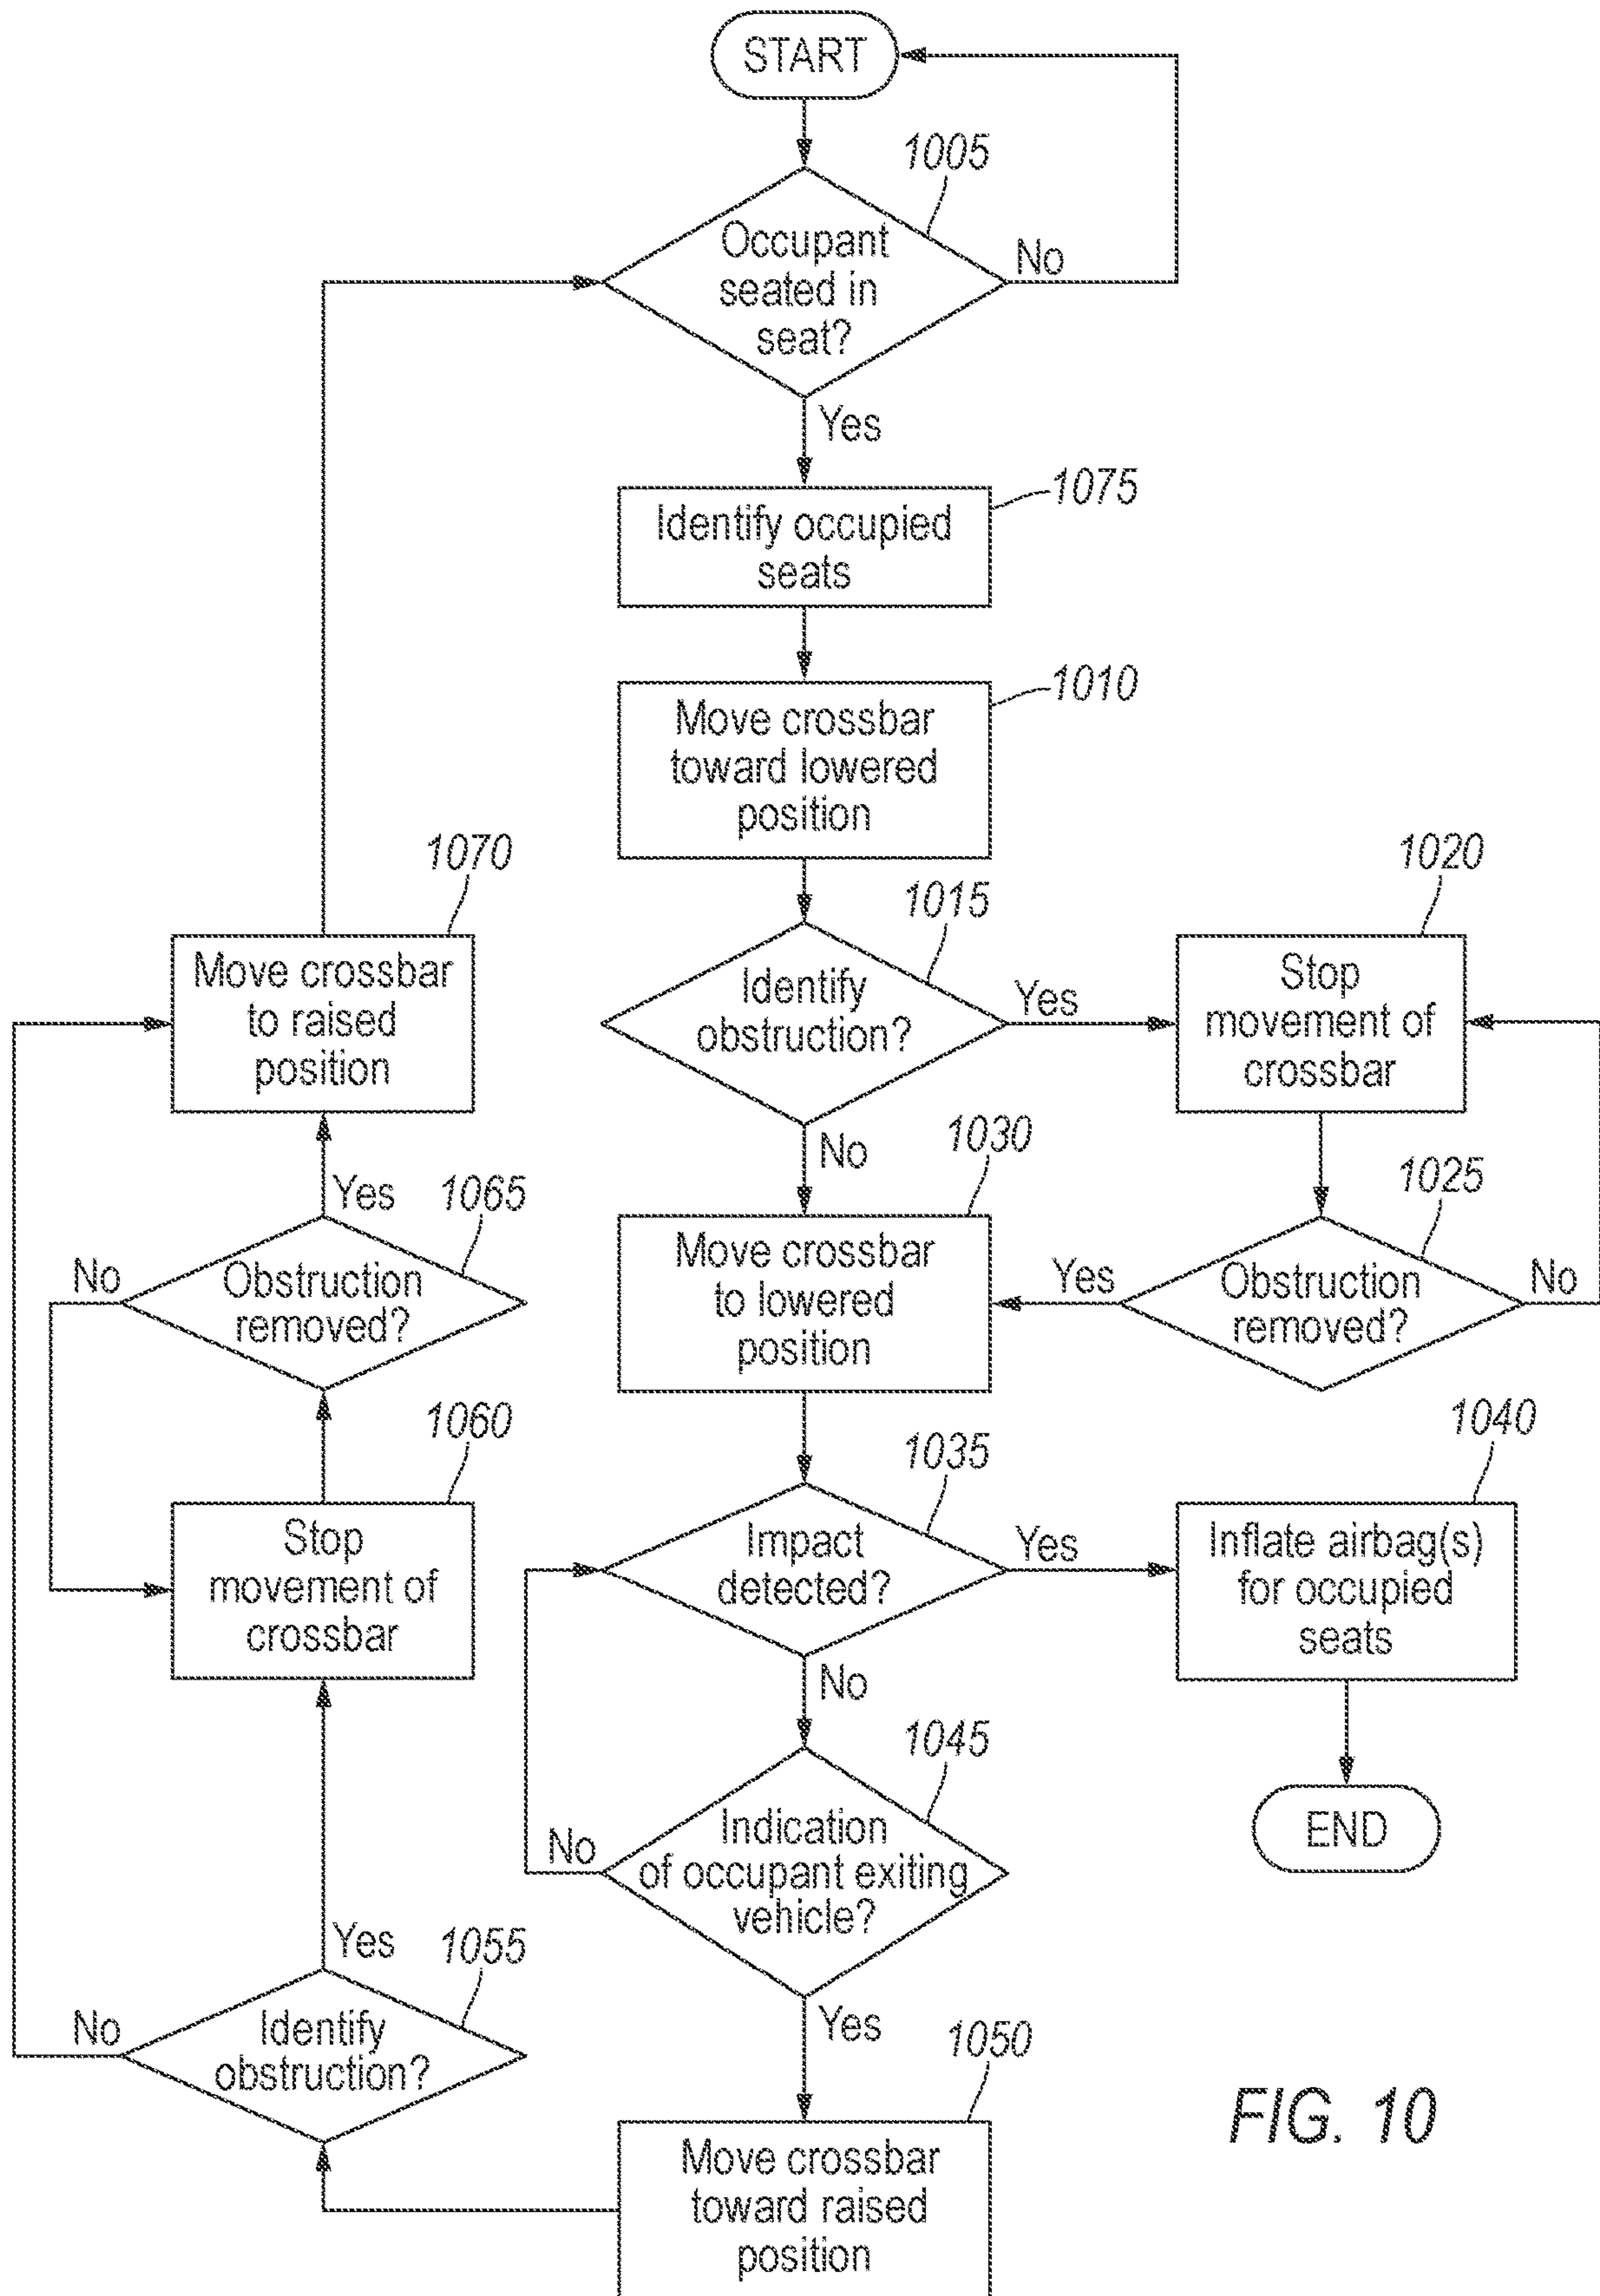 START
1005
Occupant
seated in
seat?
No
Yes
1075
Identify occupied
seats
1010
Move crossbar
toward lowered
position
1015
Identify
obstruction?
Yes
No
1020
Stop
movement of
crossbar
1025
Obstruction
removed?
Yes
No
1030
Move crossbar
to lowered
position
1035
Impact
detected?
Yes
No
1040
Inflate airbag(s)
for occupied
seats
END
1045
Indication
of occupant exiting
vehicle?
No
Yes
1050
Move crossbar
toward raised
position
1055
Identify
obstruction?
No
Yes
1060
Stop
movement of
crossbar
1065
Obstruction
removed?
No
Yes
1070
Move crossbar
to raised
position
FIG. 10